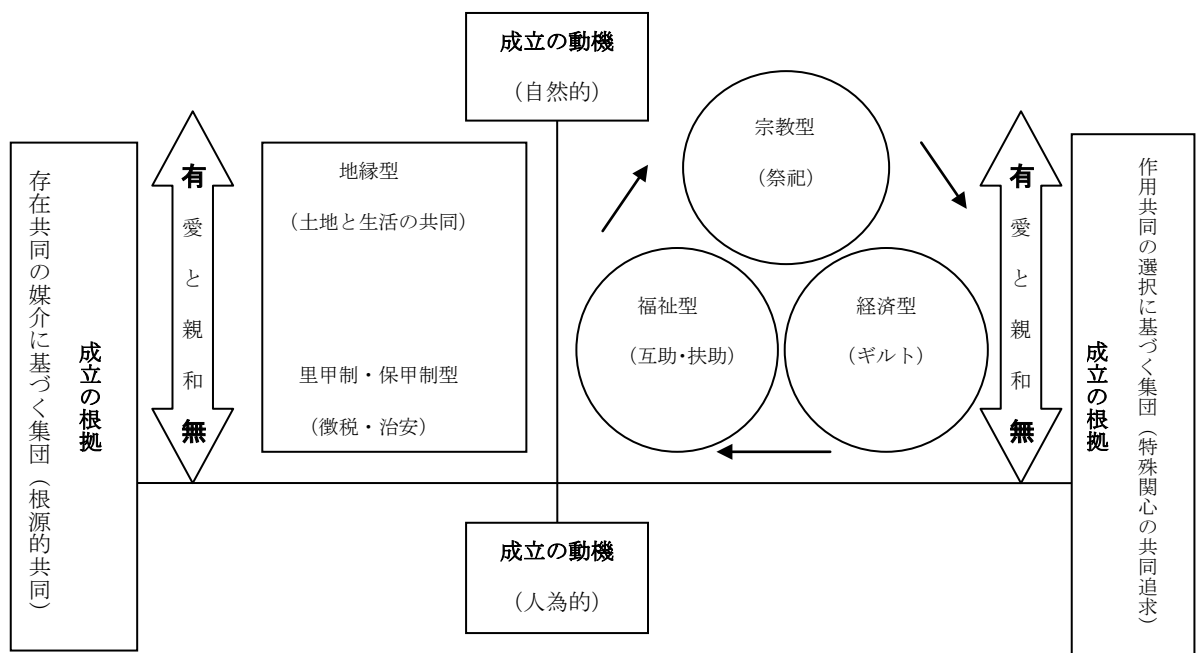 成立の動機
（自然的）
存在共同の媒介に基づく集団（根源的共同）
成立の根拠
有
愛と親和
無
地縁型
（土地と生活の共同）
里甲制・保甲制型
（徴税・治安）
宗教型
（祭祀）
福祉型
（互助・扶助）
経済型
（ギルト）
有
愛と親和
無
作用共同の選択に基づく集団（特殊関心の共同追求）
成立の根拠
成立の動機
（人為的）